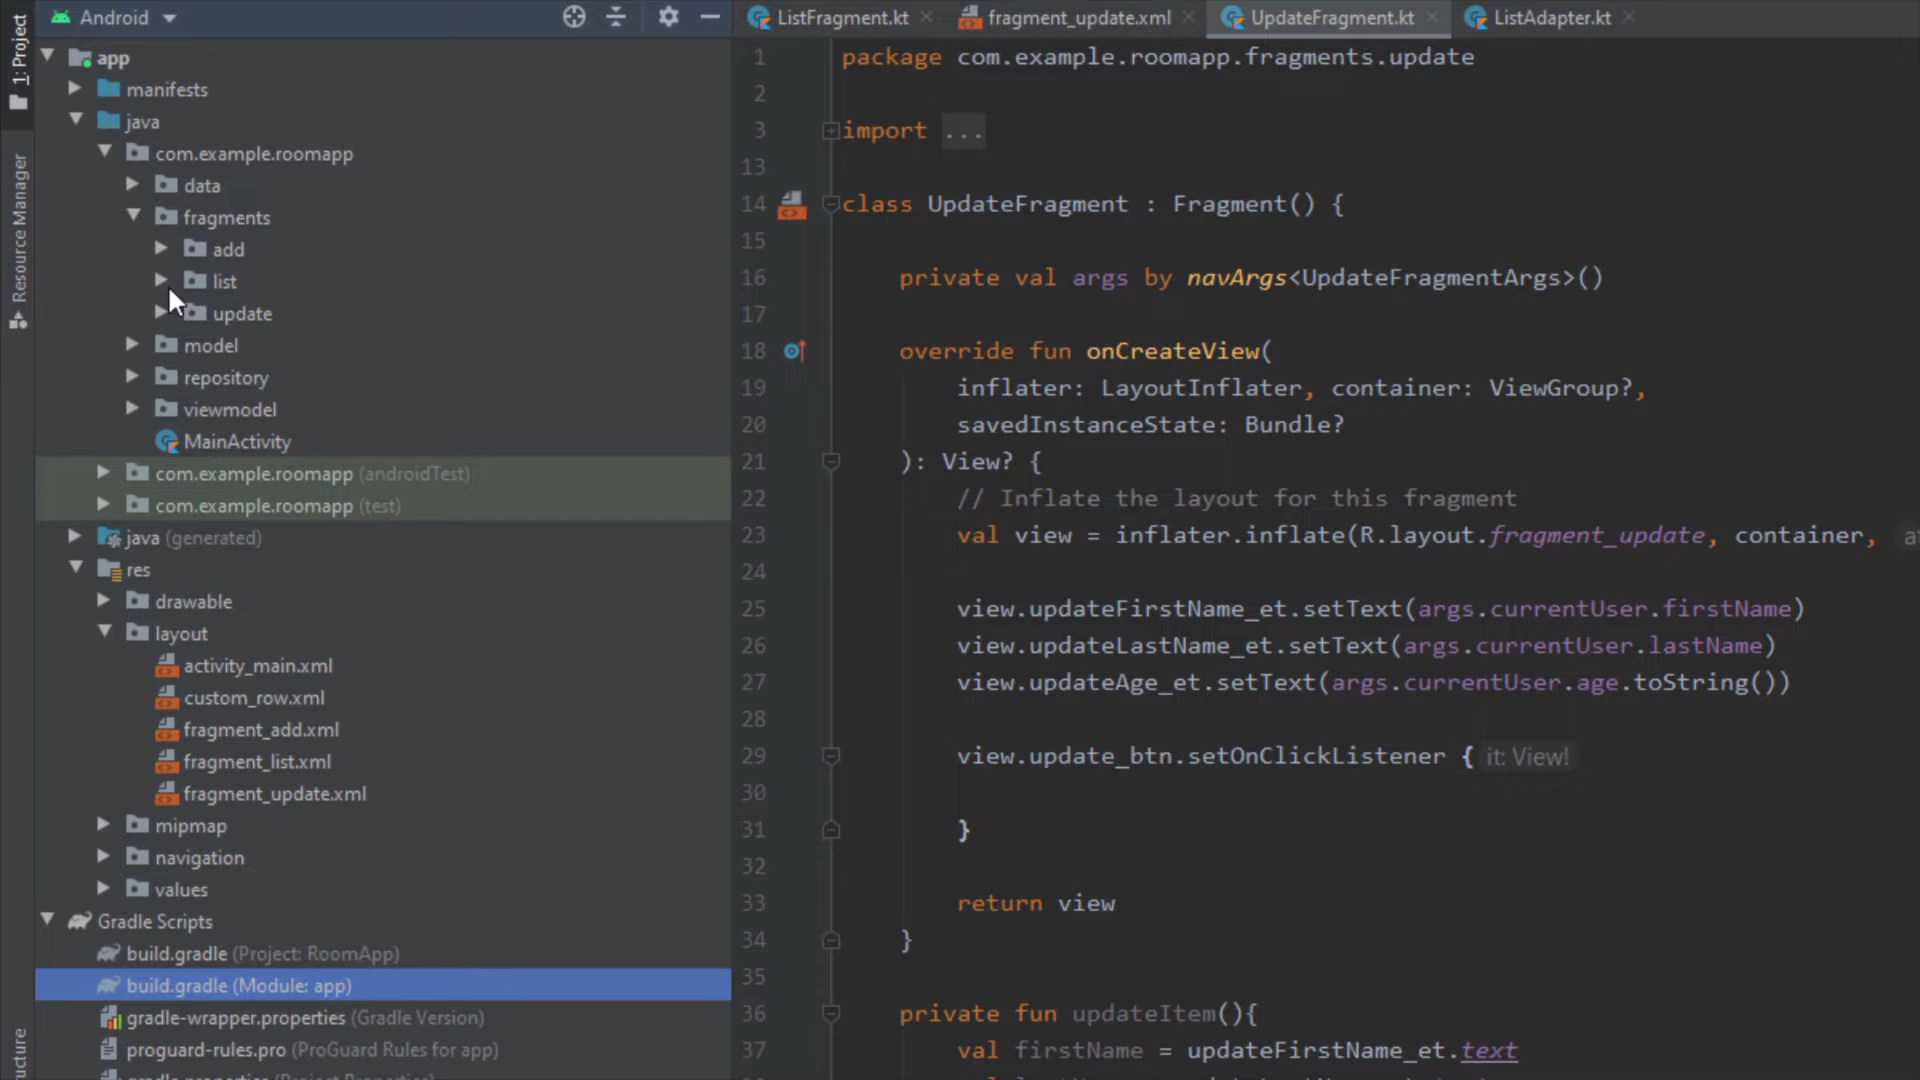 1: Project
Resource Manager
ucture
Android
app
manifests
java
com.example.roomapp
data
fragments
add
list
update
model
repository
viewmodel
MainActivity
com.example.roomapp (androidTest)
com.example.roomapp (test)
java (generated)
res
drawable
layout
activity_main.xml
custom_row.xml
fragment_add.xml
fragment_list.xml
fragment_update.xml
mipmap
navigation
values
Gradle Scripts
build.gradle (Project: RoomApp)
build.gradle (Module: app)
gradle-wrapper.properties (Gradle Version)
proguard-rules.pro (ProGuard Rules for app)
ListFragment.kt
fragment_update.xml
UpdateFragment.kt
ListAdapter.kt
1 package com.example.roomapp.fragments.update
2
3 import ...
13
14 class UpdateFragment : Fragment() {
15
16 private val args by navArgs<UpdateFragmentArgs>()
17
18 override fun onCreateView(
19 inflater: LayoutInflater, container: ViewGroup?,
20 savedInstanceState: Bundle?
21 ): View? {
22 // Inflate the layout for this fragment
23 val view = inflater.inflate(R.layout.fragment_update, container,
24
25 view.updateFirstName_et.setText(args.currentUser.firstName)
26 view.updateLastName_et.setText(args.currentUser.lastName)
27 view.updateAge_et.setText(args.currentUser.age.toString())
28
29 view.update_btn.setOnClickListener { it: View!
30
31 }
32
33 return view
34 }
35
36 private fun updateItem(){
37 val firstName = updateFirstName_et.text